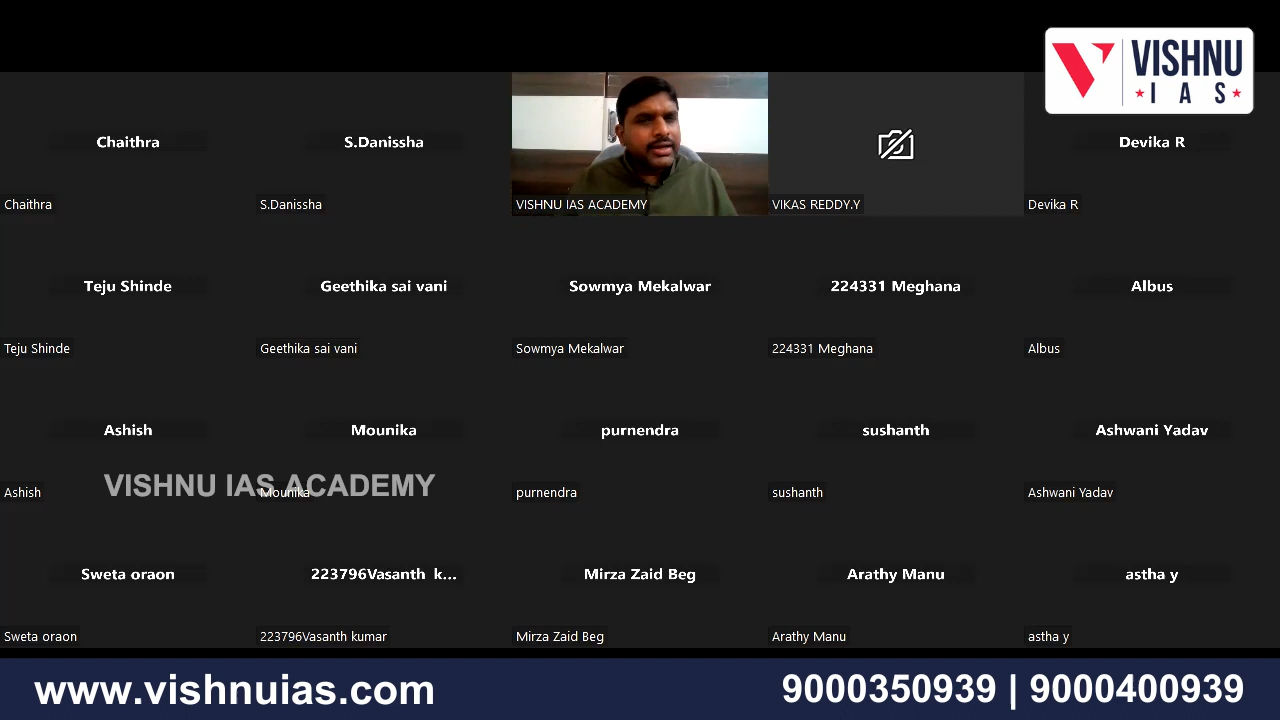 VISHNU
IAS
Chaithra
S.Danissha
Devika R
Chaithra
S.Danissha
VISHNU IAS ACADEMY
VIKAS REDDY.Y
Devika R
Teju Shinde
Geethika sai vani
Sowmya Mekalwar
224331 Meghana
Albus
Teju Shinde
Geethika sai vani
Sowmya Mekalwar
224331 Meghana
Albus
Ashish
Mounika
purnendra
sushanth
Ashwani Yadav
VISHNU IAS ACADEMY
Ashish
Mounika
purnendra
sushanth
Ashwani Yadav
Sweta oraon
223796Vasanth k...
Mirza Zaid Beg
Arathy Manu
astha y
Sweta oraon
223796Vasanth kumar
Mirza Zaid Beg
Arathy Manu
astha y
www.vishnuias.com
9000350939 | 9000400939